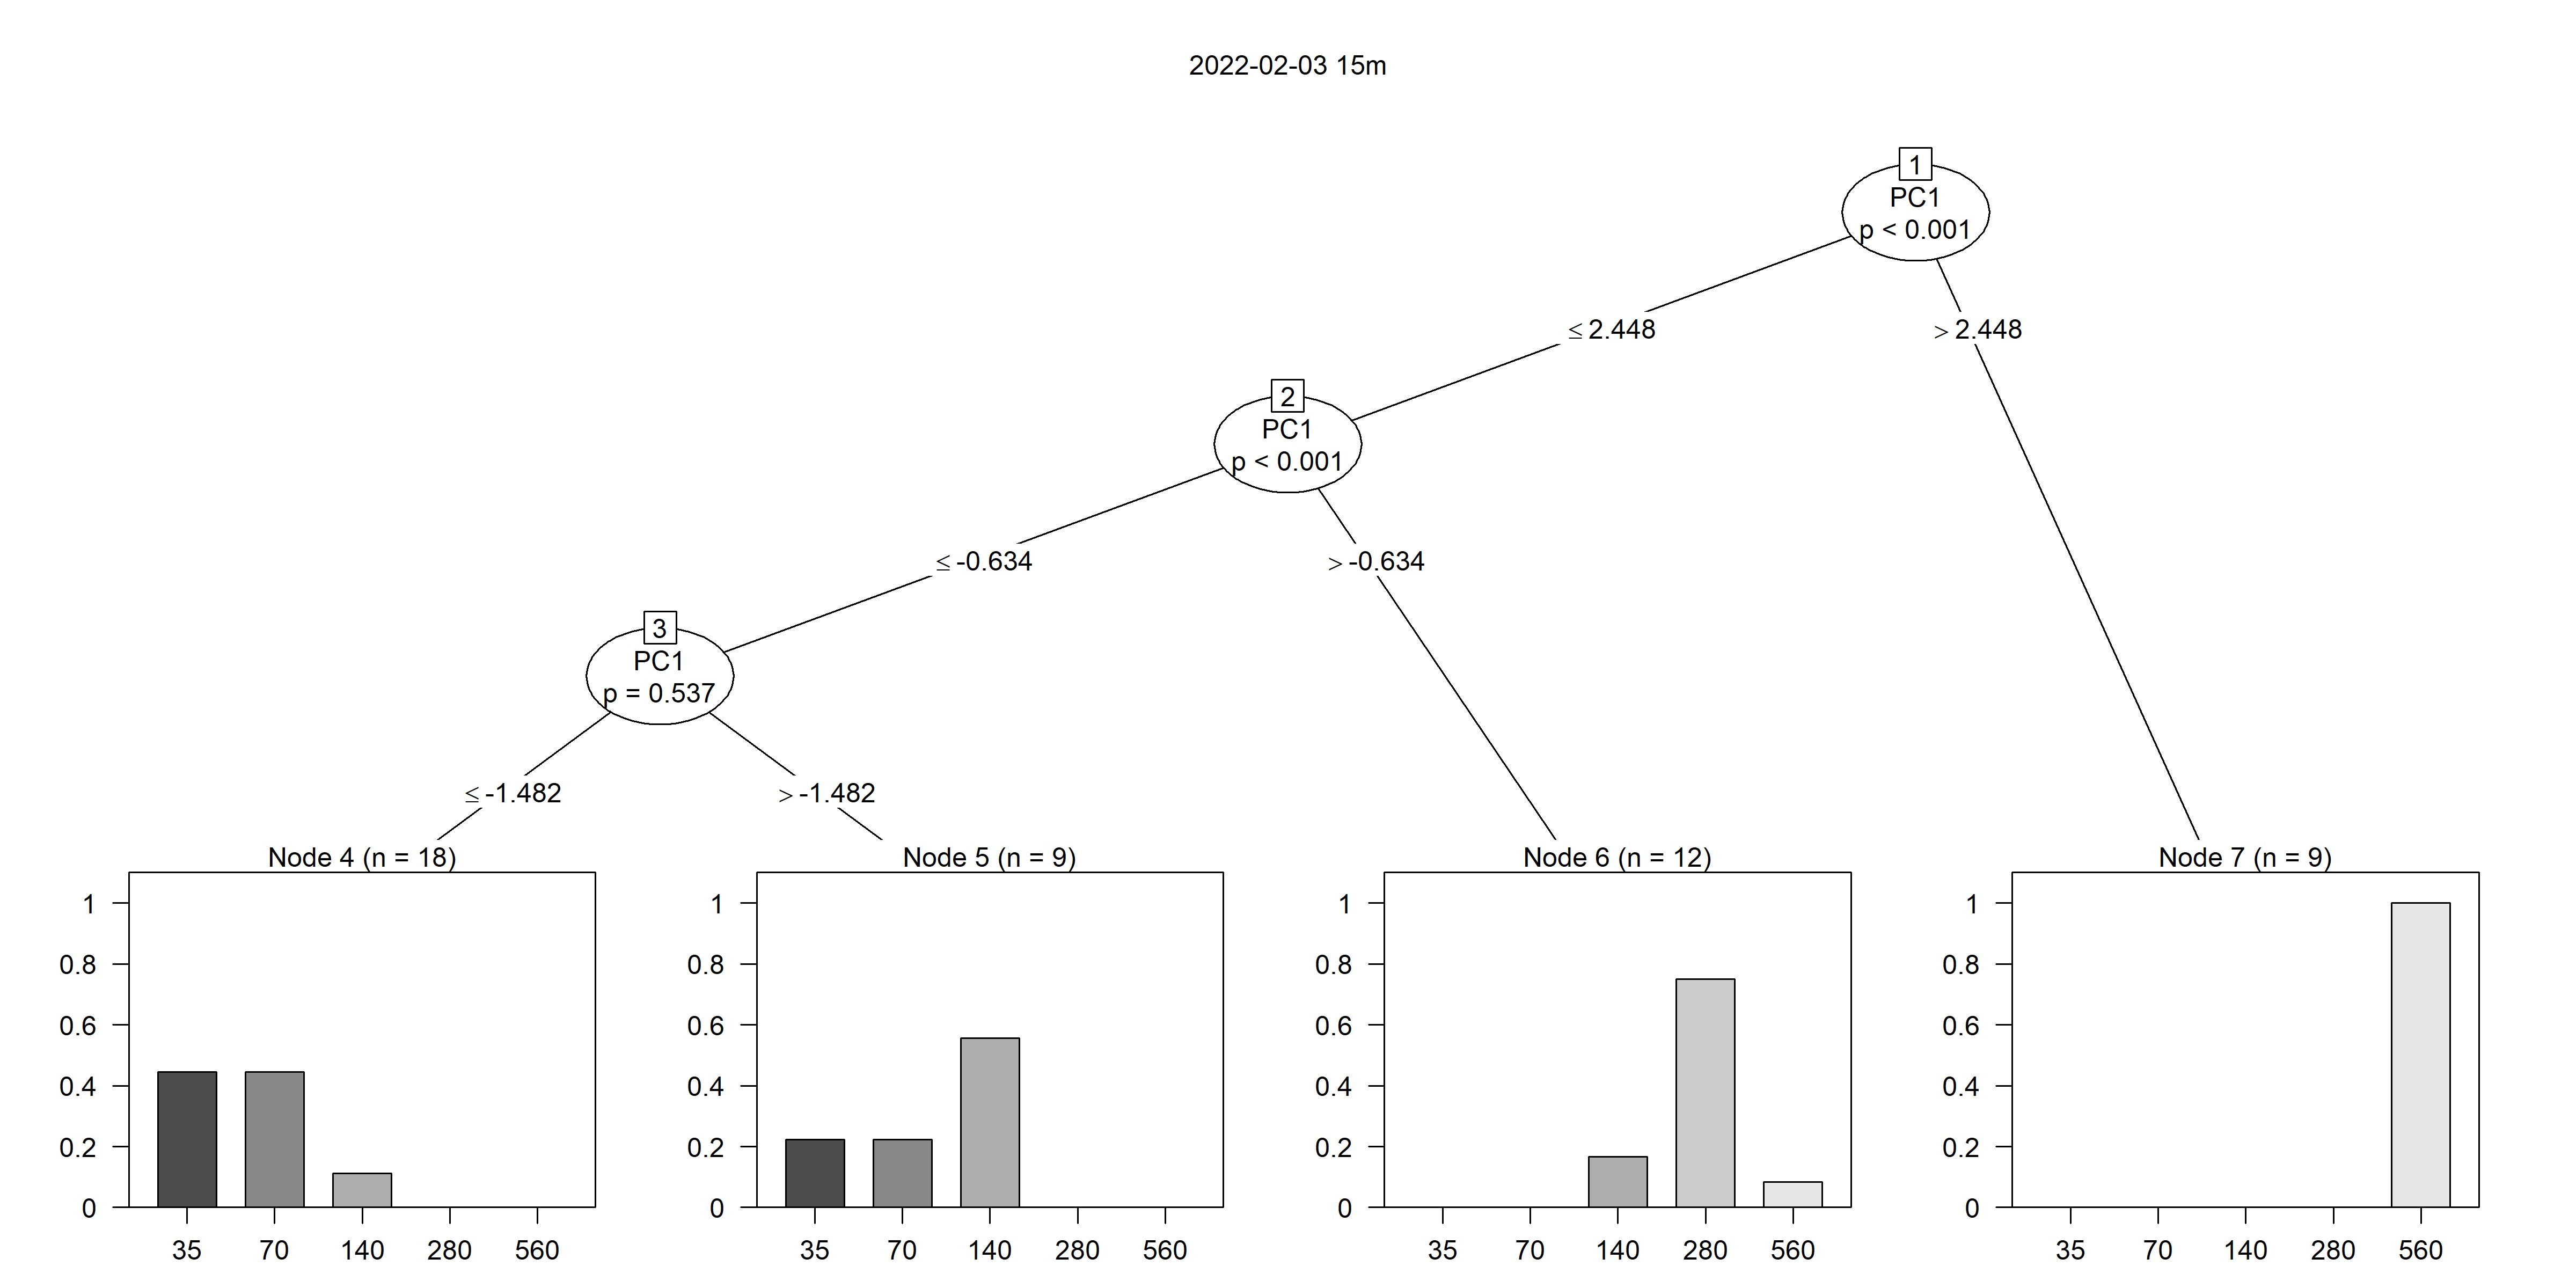 2022-02-03 15m
1
PC1
p < 0.001
≤ 2.448
> 2.448
2
PC1
p < 0.001
≤ -0.634
> -0.634
3
PC1
p = 0.537
≤ -1.482
> -1.482
Node 4 (n = 18)
1
0.8
0.6
0.4
0.2
0
35 70 140 280 560
Node 5 (n = 9)
1
0.8
0.6
0.4
0.2
0
35 70 140 280 560
Node 6 (n = 12)
1
0.8
0.6
0.4
0.2
0
35 70 140 280 560
Node 7 (n = 9)
1
0.8
0.6
0.4
0.2
0
35 70 140 280 560